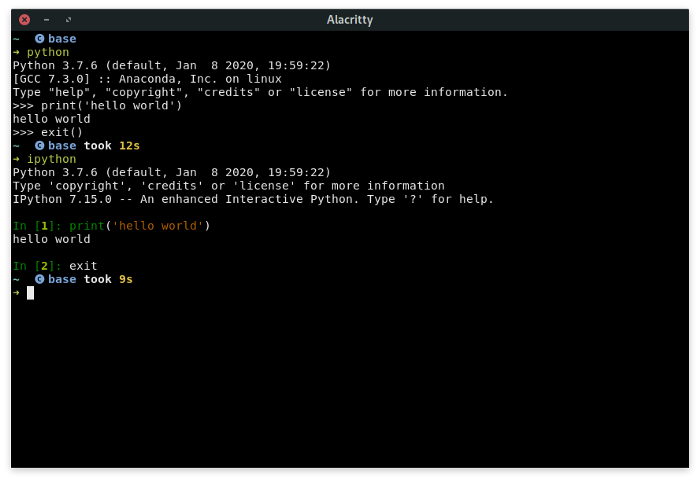 Alacritty
~ C base
➜ python
Python 3.7.6 (default, Jan  8 2020, 19:59:22)
[GCC 7.3.0] :: Anaconda, Inc. on linux
Type "help", "copyright", "credits" or "license" for more information.
>>> print('hello world')
hello world
>>> exit()
~ C base took 12s
➜ ipython
Python 3.7.6 (default, Jan  8 2020, 19:59:22)
Type 'copyright', 'credits' or 'license' for more information
IPython 7.15.0 -- An enhanced Interactive Python. Type '?' for help.
In [1]: print('hello world')
hello world
In [2]: exit
~ C base took 9s
➜